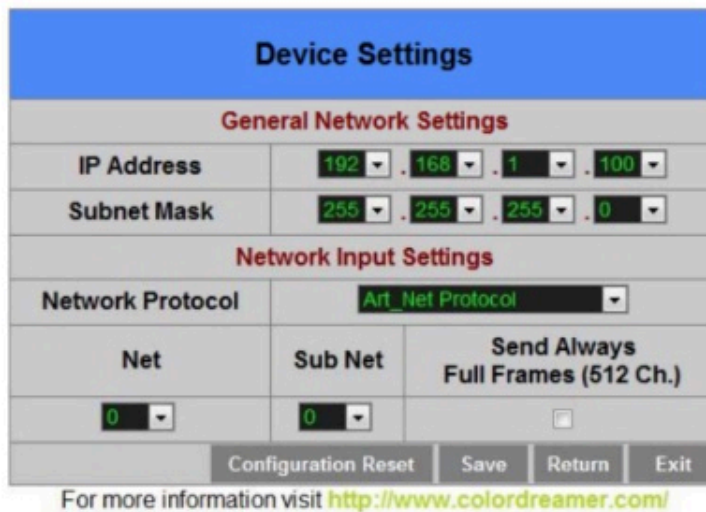 Device Settings
General Network Settings
IP Address 192 . 168 . 1 . 100
Subnet Mask 255 . 255 . 255 . 0
Network Input Settings
Network Protocol Art_Net Protocol
Net Sub Net Send Always
Full Frames (512 Ch.)
0 0
Configuration Reset Save Return Exit
For more information visit http://www.colordreamer.com/